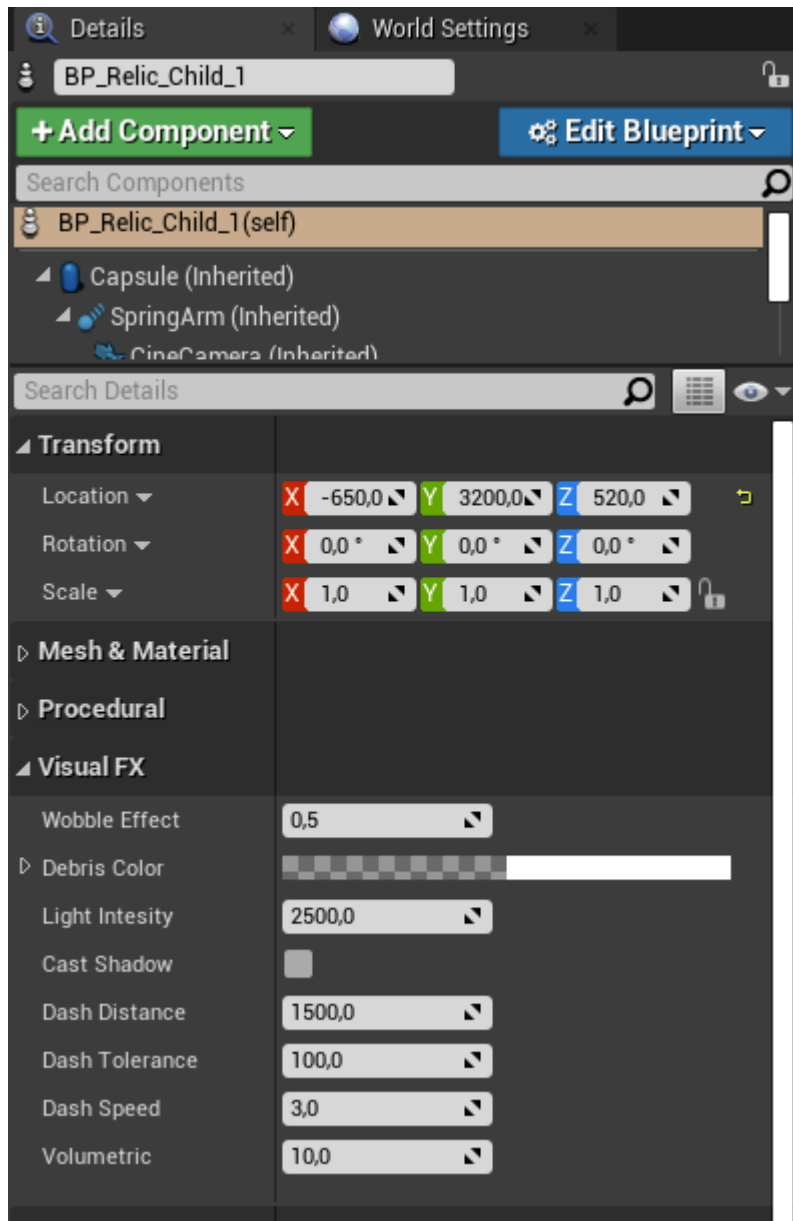 Details World Settings
BP_Relic_Child_1
+ Add Component Edit Blueprint
Search Components
BP_Relic_Child_1(self)
Capsule (Inherited)
SpringArm (Inherited)
CineCamera (Inherited)
Search Details
Transform
Location X -650,0 Y 3200,0 Z 520,0
Rotation X 0,0 ° Y 0,0 ° Z 0,0 °
Scale X 1,0 Y 1,0 Z 1,0
Mesh & Material
Procedural
Visual FX
Wobble Effect 0,5
Debris Color
Light Intesity 2500,0
Cast Shadow
Dash Distance 1500,0
Dash Tolerance 100,0
Dash Speed 3,0
Volumetric 10,0